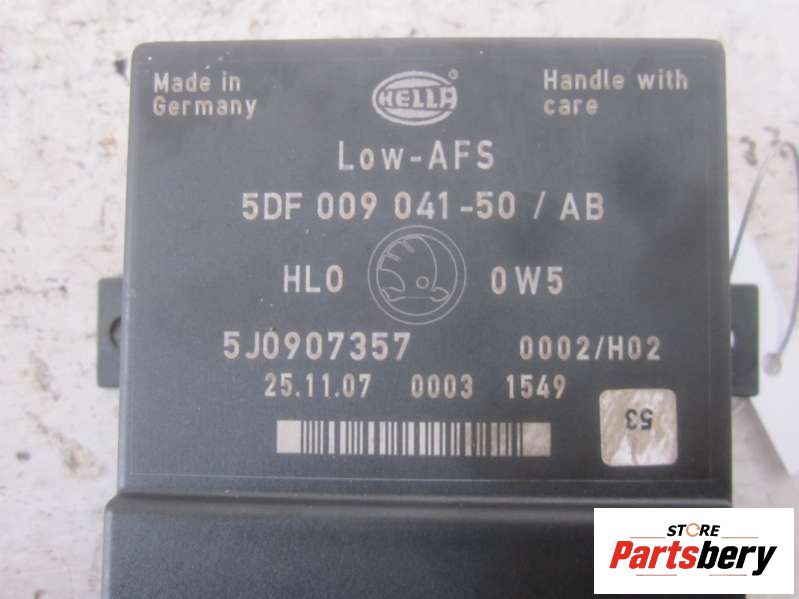 Made in
Germany
HELLA ®
Handle with
care
Low-AFS
5DF 009 041-50 / AB
HL0 0W5
5J0907357 0002/H02
25.11.07 0003 1549
53
STORE
Partsbery